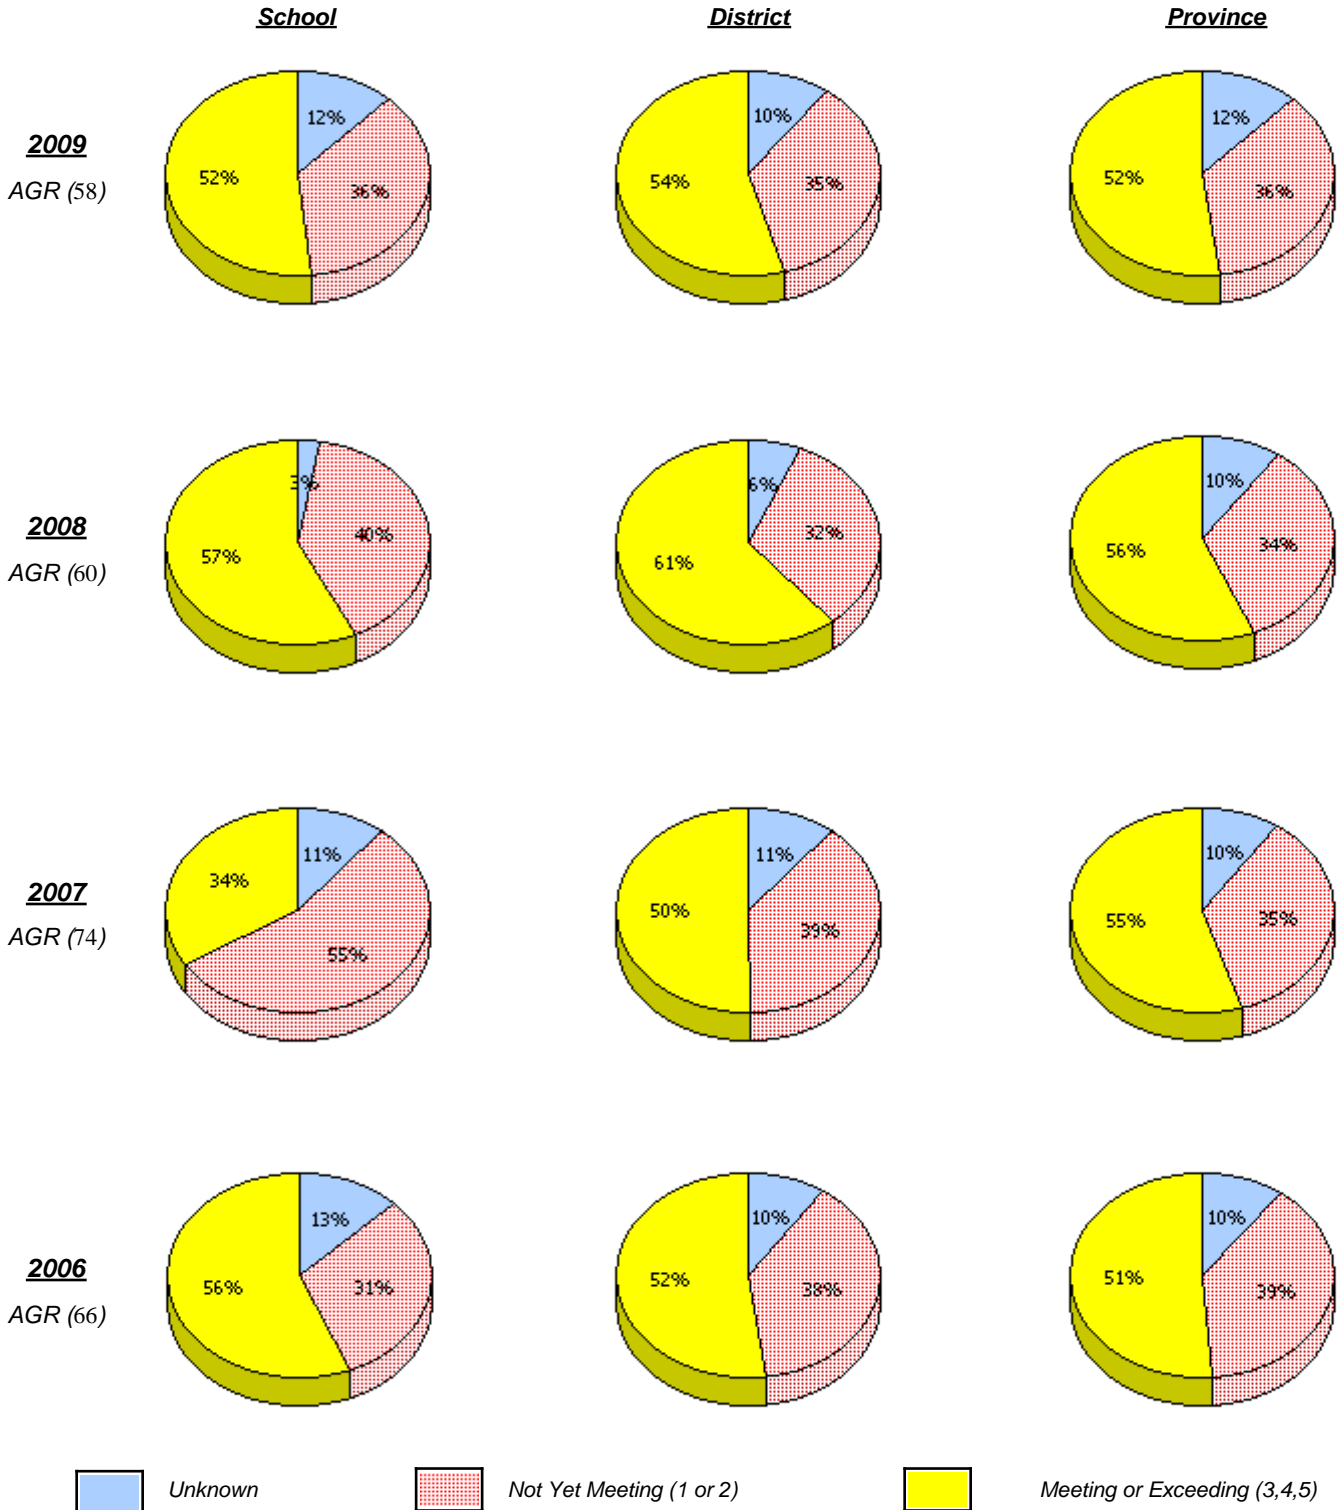 School District Province
12% 10% 12%
2009
52% 36% 54% 35% 52% 36%
AGR (58)
3% 6% 10%
2008
57% 40% 61% 32% 56% 34%
AGR (60)
11% 11% 10%
34% 50% 39% 55% 35%
2007
AGR (74)
55%
13% 10% 10%
2006
56% 31% 52% 38% 51% 39%
AGR (66)
Unknown Not Yet Meeting (1 or 2) Meeting or Exceeding (3,4,5)